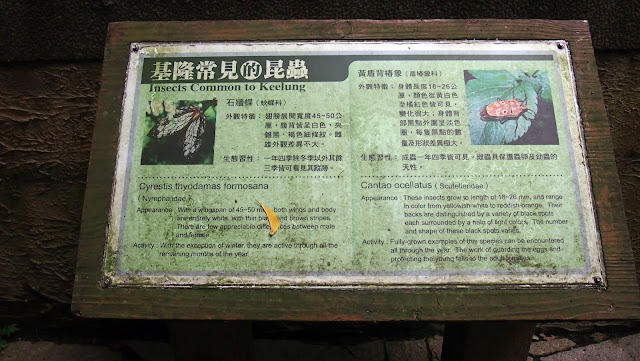 基隆常見的昆蟲
Insects Common to Keelung
石牆蝶（蛺蝶科）
外觀特徵：翅膀展開寬度45~50公
厘，腹背皆呈白色，夾
雜黑、褐色細條紋。雌
雄外觀差異不大。
生態習性：一年四季除冬季以外其餘
三季皆可看見其蹤跡。
Cyrestis thyodamas formosana
（Nymphalidae）
Appearance: With a wingspan of 45~50 both wings and body
are entirely white, with thin brown stripes.
There are few appreciable differences between male
and female.
Activity: With the exception of winter, they are active through all the
remaining months of the year.
黃盾背椿象（盾椿象科）
外觀特徵：身體長度18~26公
厘，顏色從黃白色
至橘紅色皆可見，
變化很大；身體背
部黑點外圍呈淡色
圈，每隻黑點的數
量及形狀差異極大。
生態習性：成蟲一年四季皆可見。雌蟲具保護蟲卵及幼蟲的
天性。
Cantao ocellatus（Scutelleridae）
Appearance: These insects grow to length of 18~26 mm, and range
in color from yellowish-white to reddish-orange. Their
backs are distinguished by a variety of black spots
each surrounded by a halo of light colors. The number
and shape of these black spots varies.
Activity: Fully-grown examples of this species can be encountered
all through the year. The work of guarding the eggs and
protecting the young falls to the adult